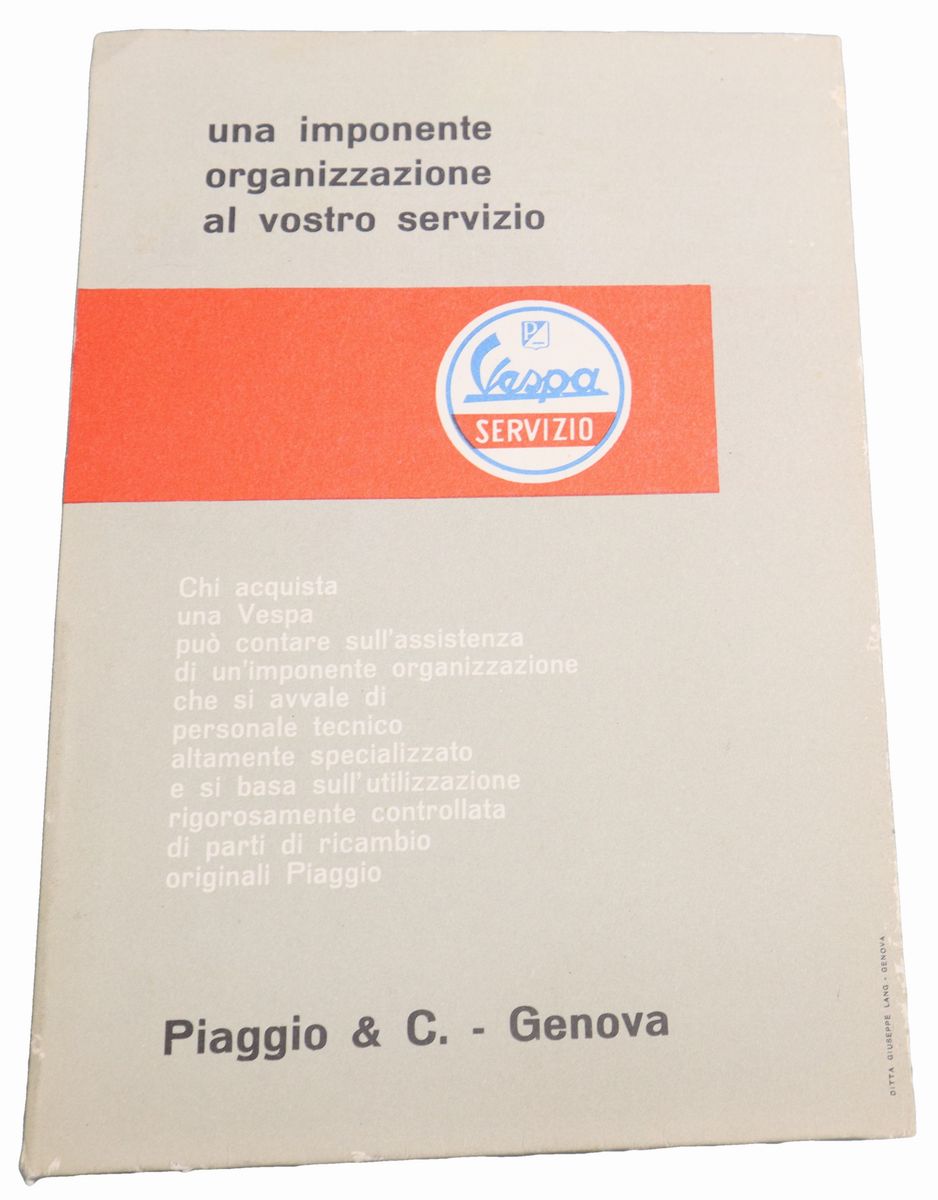 una imponente
organizzazione
al vostro servizio
P
Vespa
SERVIZIO
Chi acquista
una Vespa
può contare sull'assistenza
di un'imponente organizzazione
che si avvale di
personale tecnico
altamente specializzato
e si basa sull'utilizzazione
rigorosamente controllata
di parti di ricambio
originali Piaggio
Piaggio & C. - Genova
DITTA GIUSEPPE LANG - GENOVA